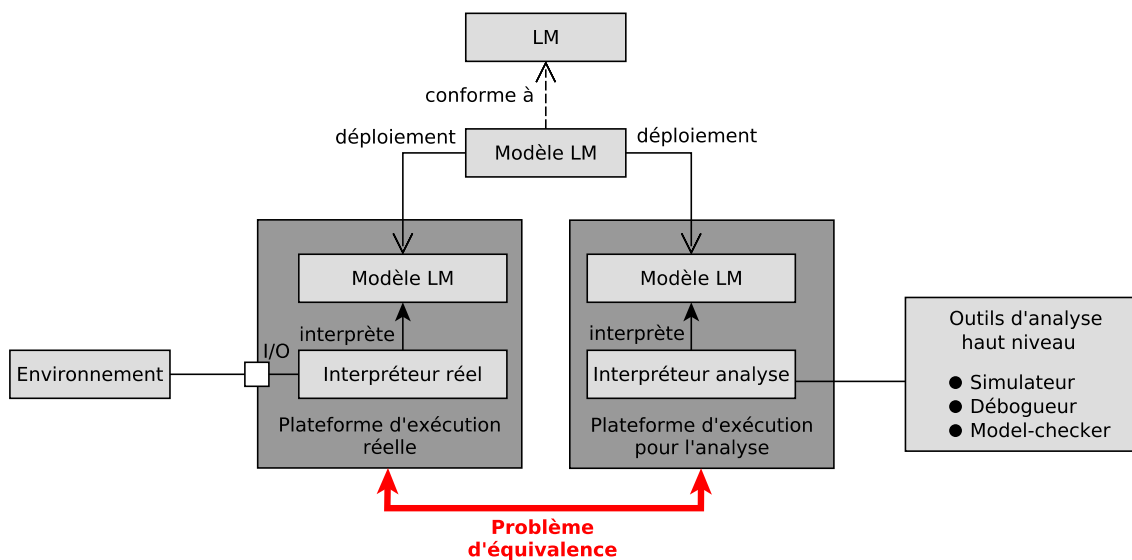 LM
conforme à
déploiement
Modèle LM
déploiement
Modèle LM
interprète
I/O
Interpréteur réel
Plateforme d'exécution
réelle
Environnement
Modèle LM
interprète
Interpréteur analyse
Plateforme d'exécution
pour l'analyse
Outils d'analyse
haut niveau
● Simulateur
● Débogueur
● Model-checker
Problème
d'équivalence